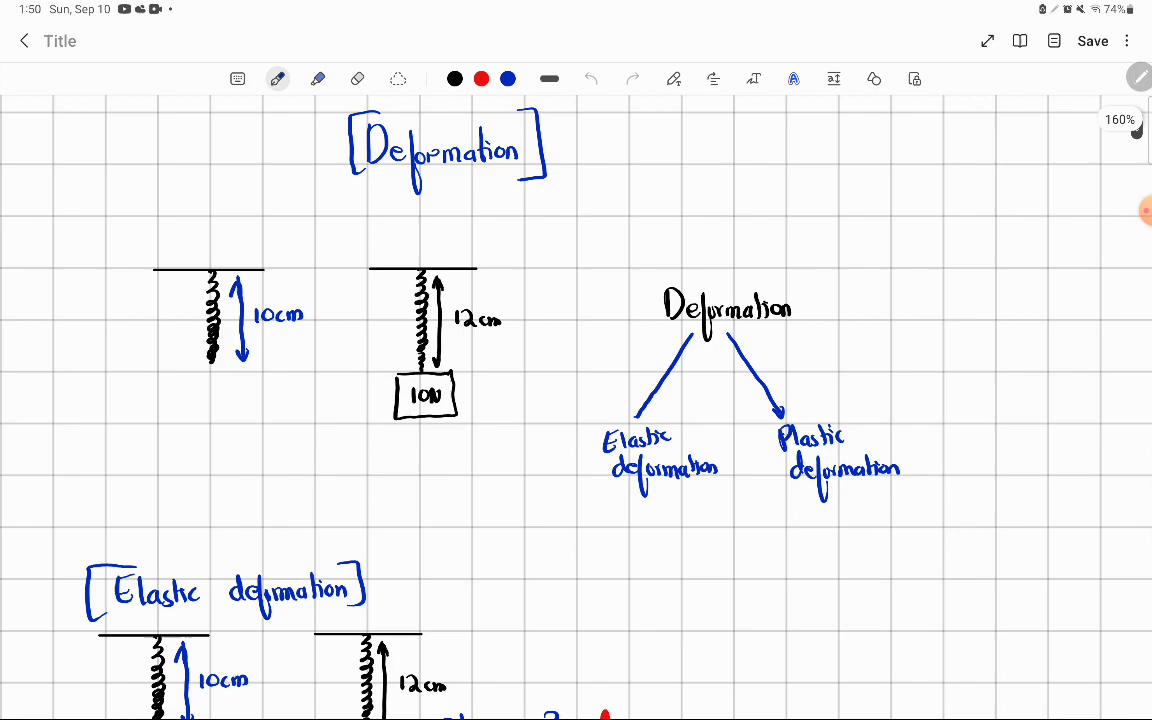 1:50 Sun, Sep 10
74%
Title
Save
160%
[Deformation]
10cm
12cm
10N
Deformation
Elastic
deformation
Plastic
deformation
[Elastic deformation]
10cm
12cm